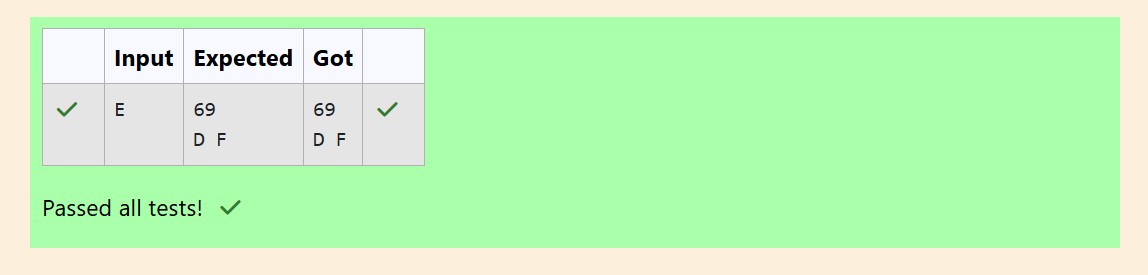 Input Expected Got
E 69 69
D F D F
Passed all tests!